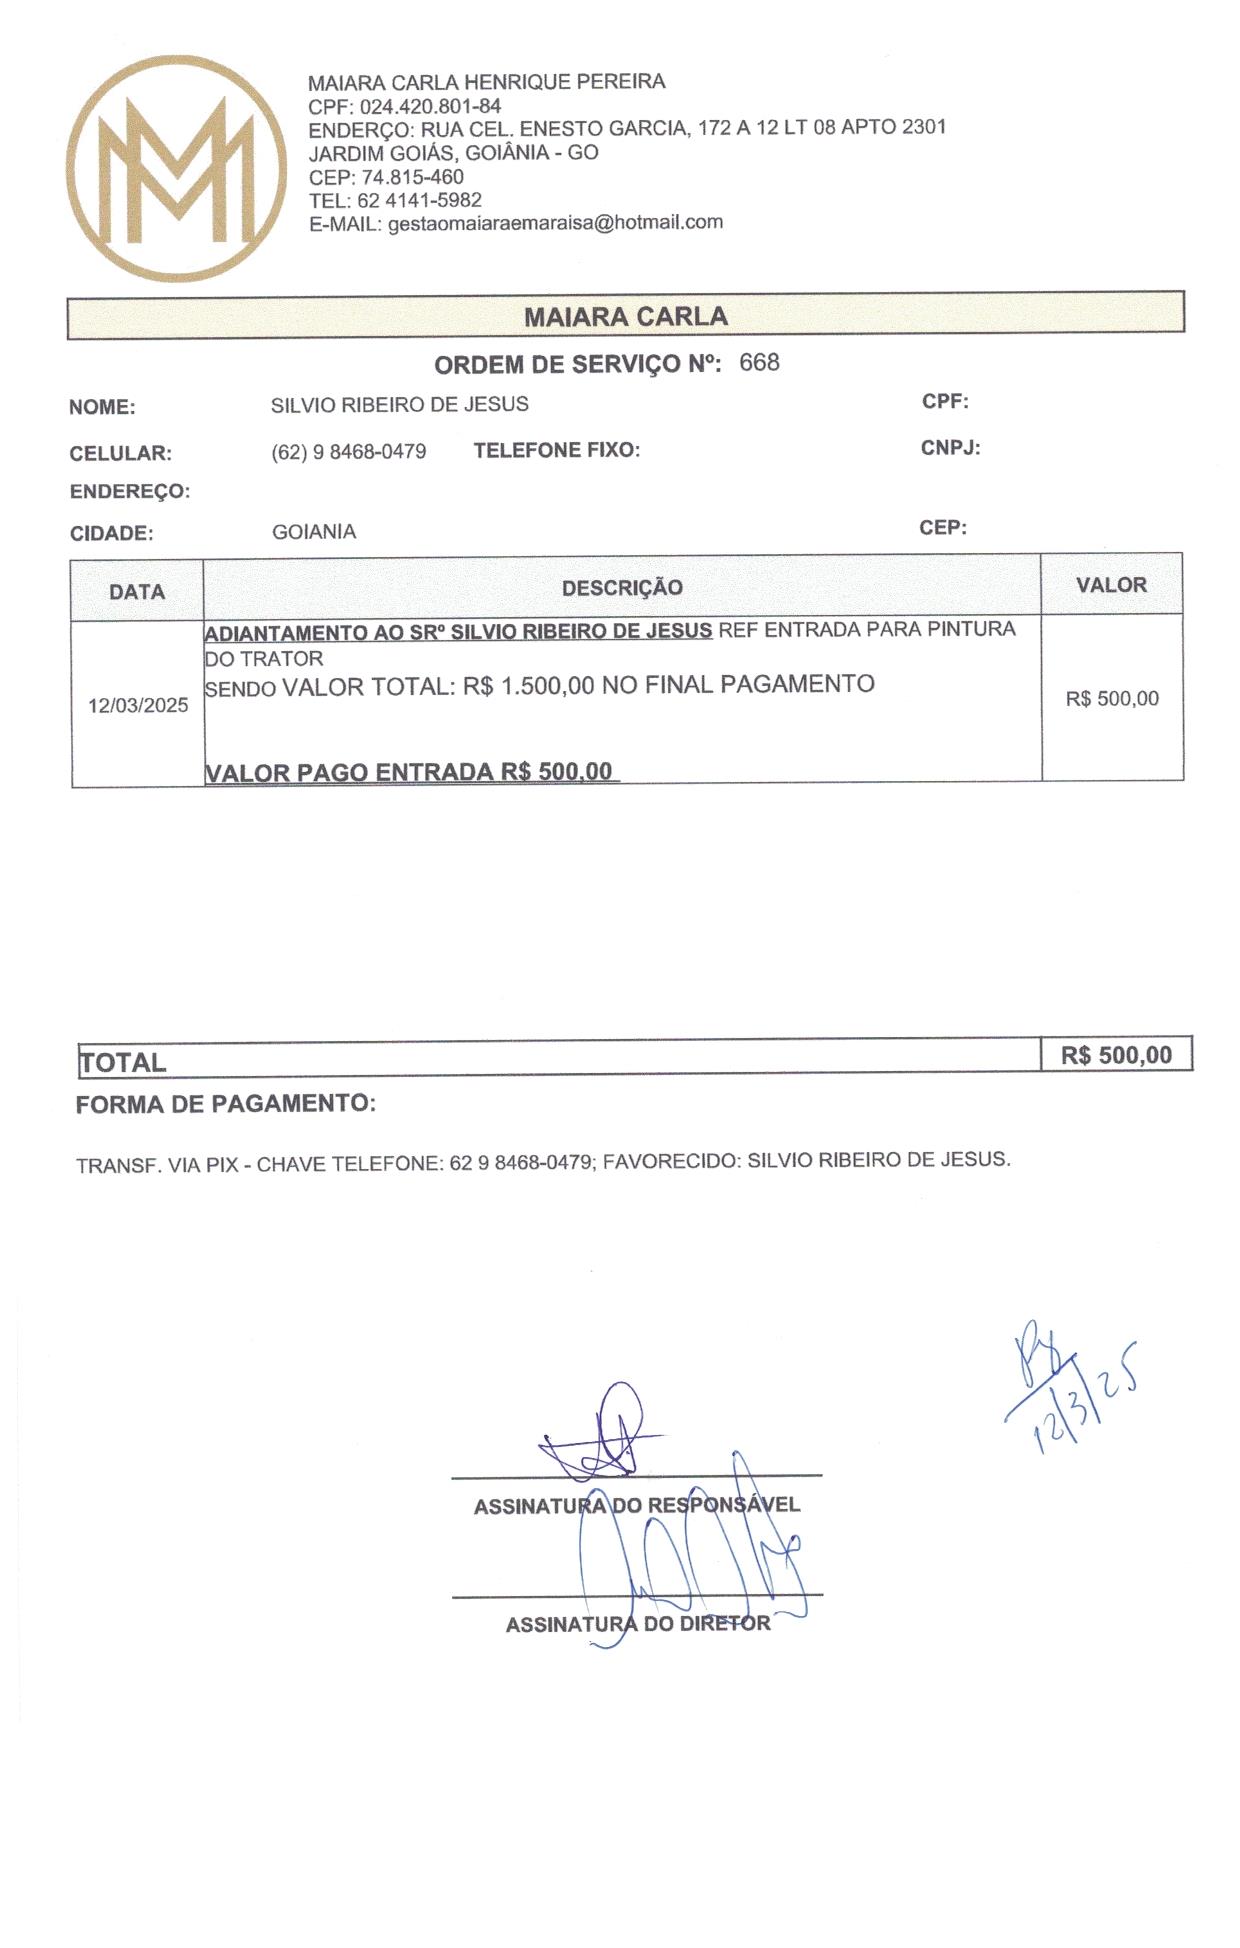 MAIARA CARLA HENRIQUE PEREIRA
CPF: 024.420.801-84
ENDERÇO: RUA CEL. ENESTO GARCIA, 172 A 12 LT 08 APTO 2301
JARDIM GOIÁS, GOIÂNIA - GO
CEP: 74.815-460
TEL: 62 4141-5982
E-MAIL: gestaomaiaraemaraisa@hotmail.com
MAIARA CARLA
ORDEM DE SERVIÇO Nº: 668
NOME: SILVIO RIBEIRO DE JESUS CPF:
CELULAR: (62) 9 8468-0479 TELEFONE FIXO: CNPJ:
ENDEREÇO:
CIDADE: GOIANIA CEP:
DATA DESCRIÇÃO VALOR
ADIANTAMENTO AO SRº SILVIO RIBEIRO DE JESUS REF ENTRADA PARA PINTURA
DO TRATOR
SENDO VALOR TOTAL: R$ 1.500,00 NO FINAL PAGAMENTO
12/03/2025 R$ 500,00
VALOR PAGO ENTRADA R$ 500,00
TOTAL R$ 500,00
FORMA DE PAGAMENTO:
TRANSF. VIA PIX - CHAVE TELEFONE: 62 9 8468-0479; FAVORECIDO: SILVIO RIBEIRO DE JESUS.
12/3/25
ASSINATURA DO RESPONSÁVEL
ASSINATURA DO DIRETOR